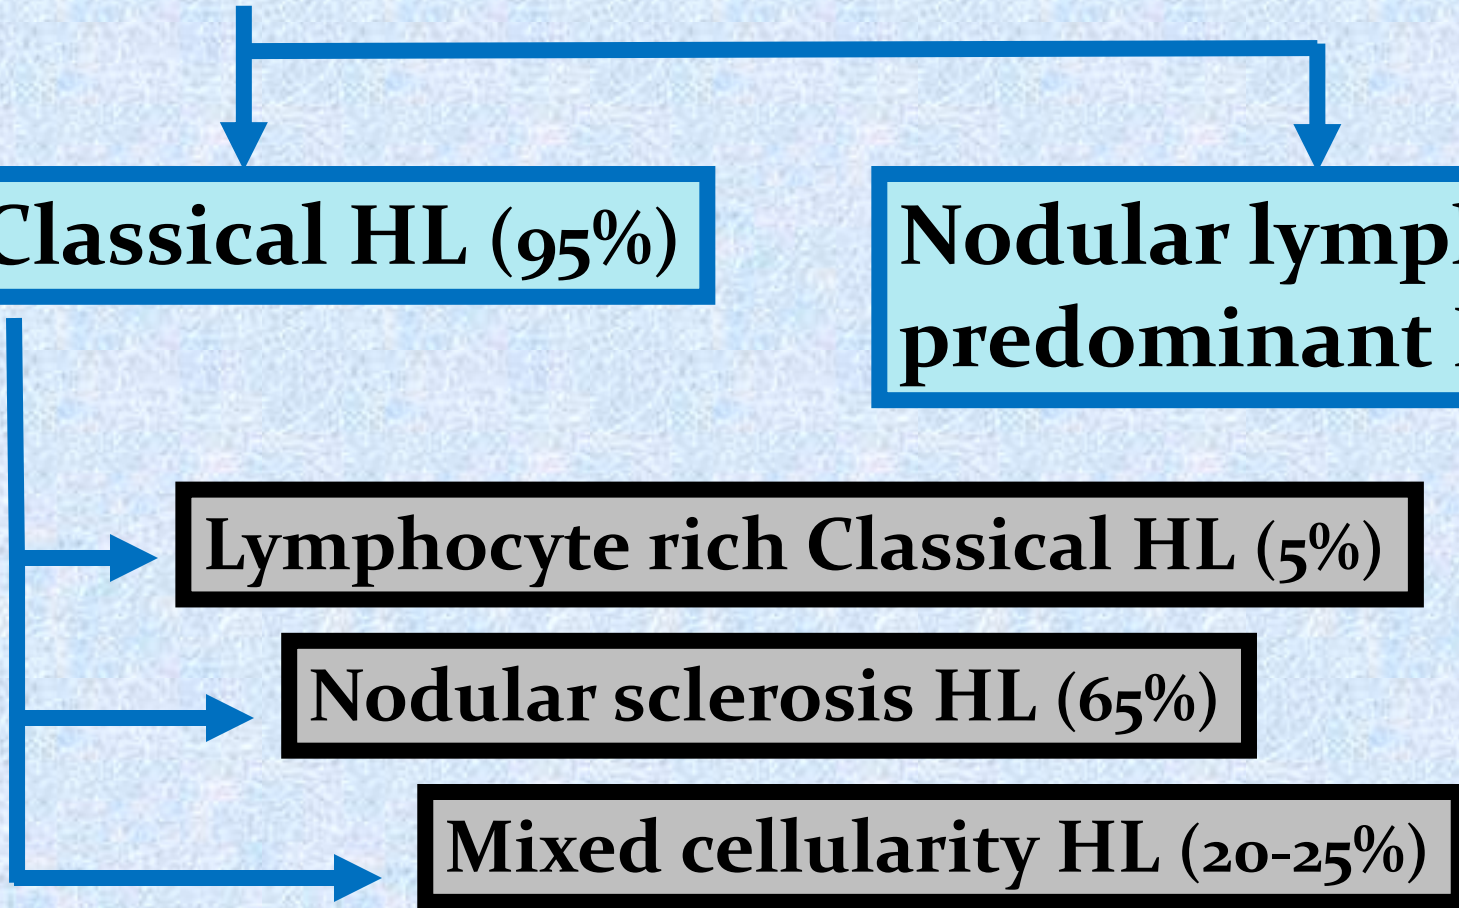 Classical HL (95%)
Nodular
predominant
Lymphocyte rich Classical HL (5%)
Nodular sclerosis HL (65%)
Mixed cellularity HL (20-25%)